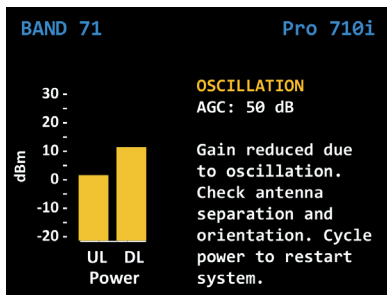 BAND 71
Pro 710i
OSCILLATION
AGC: 50 dB
Gain reduced due
to oscillation.
Check antenna
separation and
orientation. Cycle
power to restart
system.
dBm
30 -
20 -
10 -
0 -
-10 -
-20 -
UL DL
Power